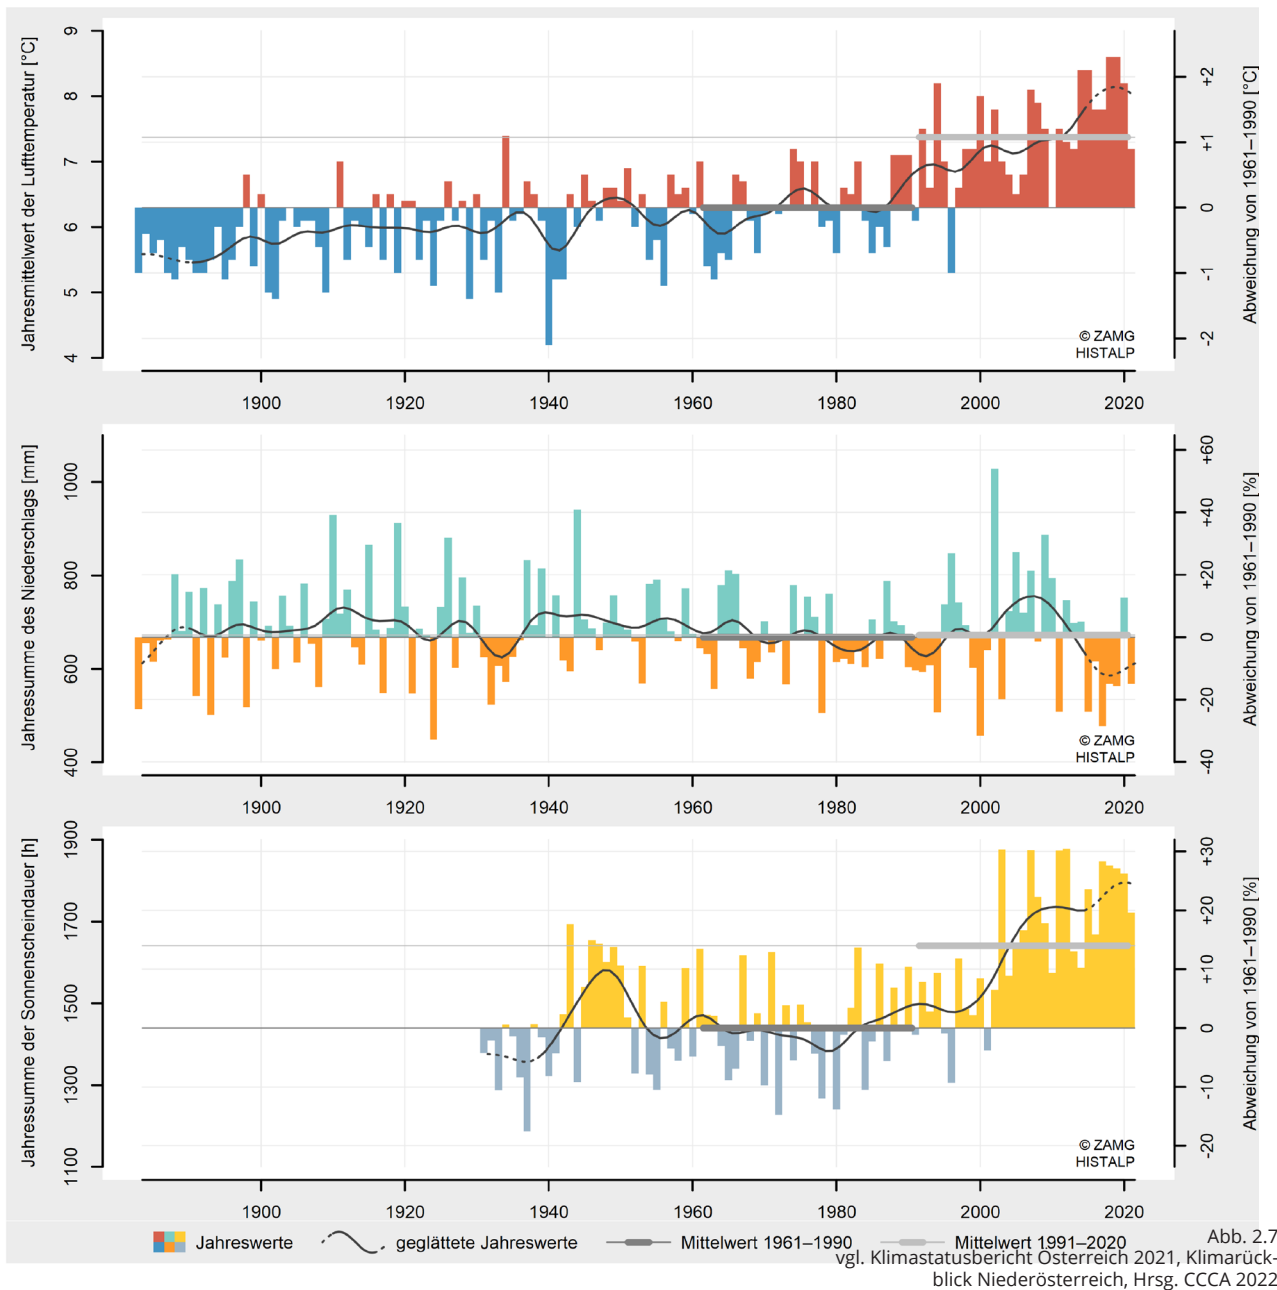 Jahresmittelwert der Lufttemperatur [°C]
9
8
7
6
5
4
+2
+1
0
-1
-2
Abweichung von 1961–1990 [°C]
© ZAMG
HISTALP
1900 1920 1940 1960 1980 2000 2020
Jahressumme des Niederschlags [mm]
1000
800
600
400
+60
+40
+20
0
-20
-40
Abweichung von 1961–1990 [%]
© ZAMG
HISTALP
1900 1920 1940 1960 1980 2000 2020
Jahressumme der Sonnenscheindauer [h]
1900
1700
1500
1300
1100
+30
+20
+10
0
-10
-20
Abweichung von 1961–1990 [%]
© ZAMG
HISTALP
1900 1920 1940 1960 1980 2000 2020
Jahreswerte geglättete Jahreswerte Mittelwert 1961–1990 Mittelwert 1991–2020
Abb. 2.7
vgl. Klimastatusbericht Österreich 2021, Klimarück-
blick Niederösterreich, Hrsg. CCCA 2022